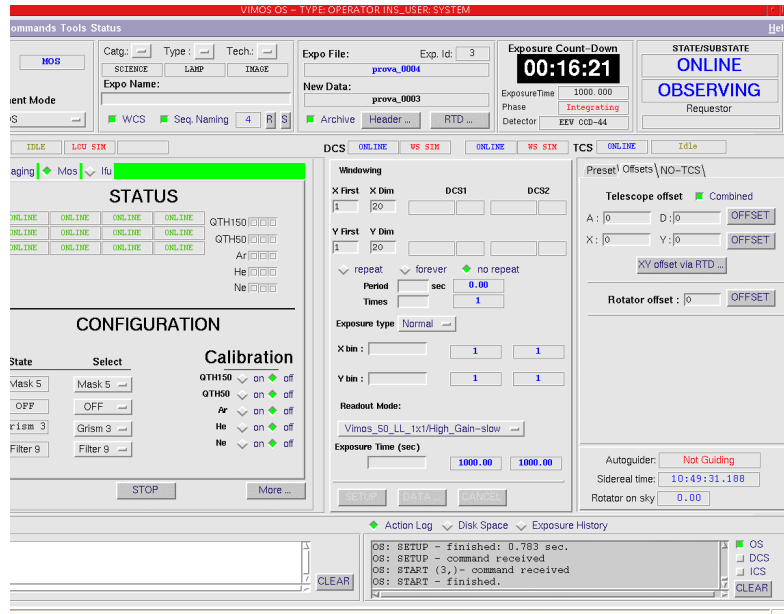 VIMOS OS - TYPE: OPERATOR INS_USER: SYSTEM
ommands Tools Status
Hel
MOS
ent Mode
OS
Catg.: Type : Tech.:
SCIENCE LAMP IMAGE
Expo Name:
WCS Seq. Naming 4 R S
Expo File: Expo. Id: 3
prova_0004
New Data:
prova_0003
Archive Header ... RTD ...
Exposure Count-Down
00:16:21
ExposureTime 1000.000
Phase Integrating
Detector EEV CCD-44
STATE/SUBSTATE
ONLINE
OBSERVING
Requestor
IDLE LCU SIM
DCS ONLINE WS SIM ONLINE WS SIM TCS ONLINE Idle
aging Mos Ifu
STATUS
ONLINE ONLINE ONLINE ONLINE
ONLINE ONLINE ONLINE ONLINE
ONLINE ONLINE ONLINE ONLINE
QTH150
QTH50
Ar
He
Ne
CONFIGURATION
State Select
Mask 5 Mask 5
OFF OFF
rism 3 Grism 3
Filter 9 Filter 9
Calibration
QTH150 on off
QTH50 on off
Ar on off
He on off
Ne on off
STOP More ...
Windowing
X First X Dim DCS1 DCS2
1 20
Y First Y Dim
1 20
repeat forever no repeat
Period sec 0.00
Times 1
Exposure type Normal
X bin : 1 1
Y bin : 1 1
Readout Mode:
Vimos_50_LL_1x1/High_Gain-slow
Exposure Time (sec)
1000.00 1000.00
SETUP DATA... CANCEL
Preset\ Offsets\ NO-TCS\
Telescope offset Combined
A : 0 D : 0 OFFSET
X : 0 Y : 0 OFFSET
XY offset via RTD ...
Rotator offset : 0 OFFSET
Autoguider: Not Guiding
Sidereal time: 10:49:31.188
Rotator on sky 0.00
Action Log Disk Space Exposure History
CLEAR
OS: SETUP - finished: 0.783 sec.
OS: SETUP - command received
OS: START (3,)- command received
OS: START - finished.
OS
DCS
ICS
CLEAR